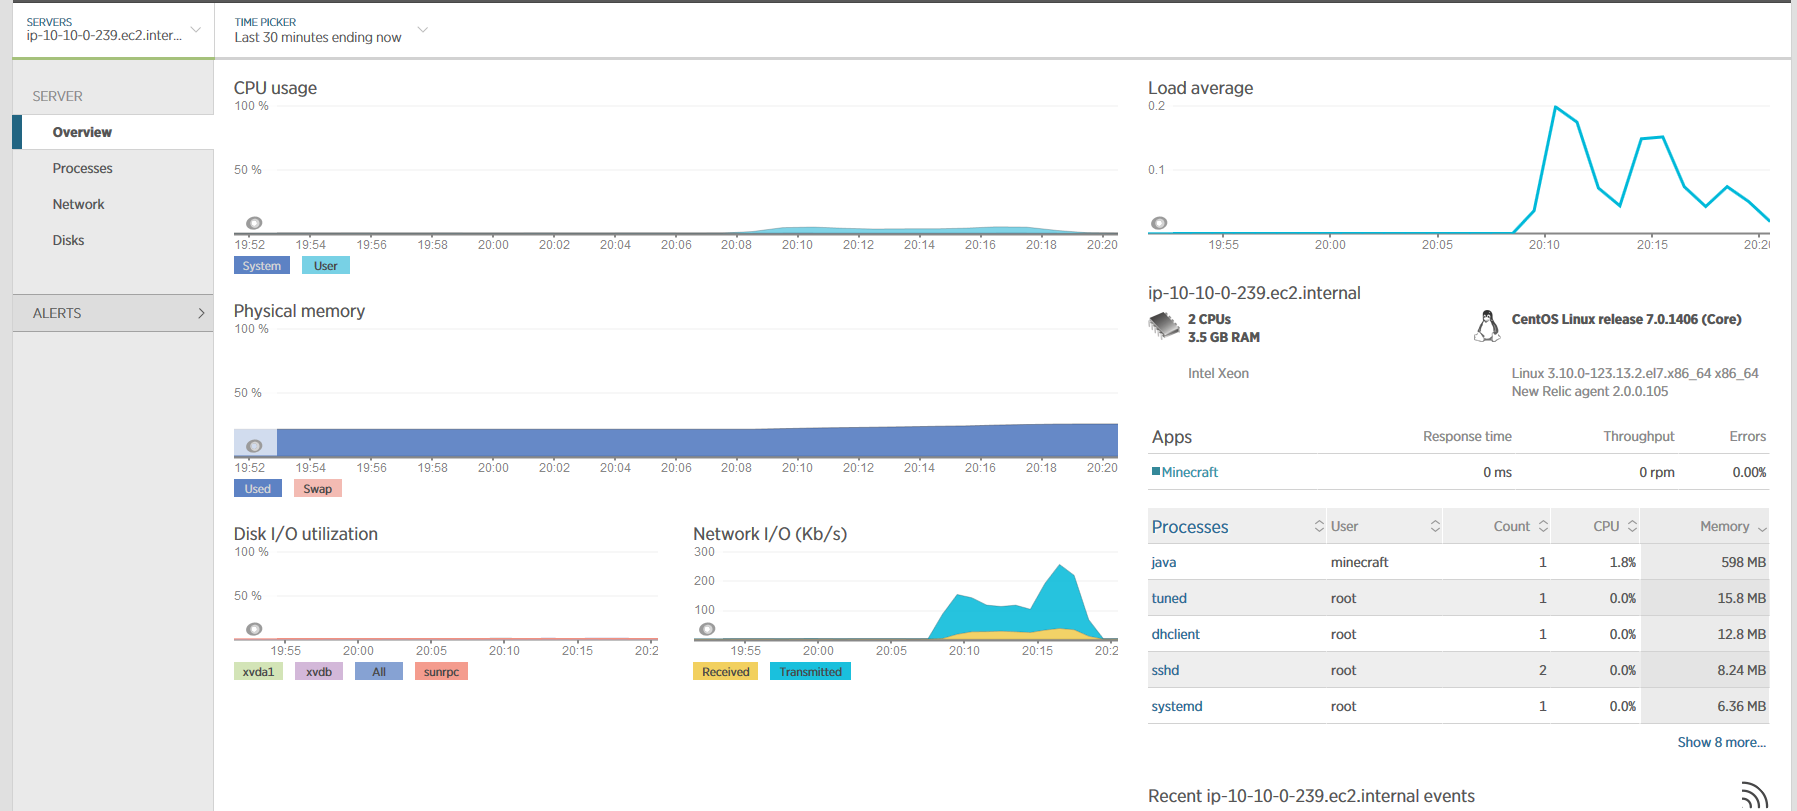 SERVERS
ip-10-10-0-239.ec2.inter...
TIME PICKER
Last 30 minutes ending now
SERVER
Overview
Processes
Network
Disks
ALERTS
CPU usage
100 %
50 %
19:52 19:54 19:56 19:58 20:00 20:02 20:04 20:06 20:08 20:10 20:12 20:14 20:16 20:18 20:20
System User
Physical memory
100 %
50 %
19:52 19:54 19:56 19:58 20:00 20:02 20:04 20:06 20:08 20:10 20:12 20:14 20:16 20:18 20:20
Used Swap
Disk I/O utilization
100 %
50 %
19:55 20:00 20:05 20:10 20:15 20:2
xvda1 xvdb All sunrpc
Network I/O (Kb/s)
300
200
100
19:55 20:00 20:05 20:10 20:15 20:2
Received Transmitted
Load average
0.2
0.1
19:55 20:00 20:05 20:10 20:15 20:20
ip-10-10-0-239.ec2.internal
2 CPUs
3.5 GB RAM
Intel Xeon
CentOS Linux release 7.0.1406 (Core)
Linux 3.10.0-123.13.2.el7.x86_64 x86_64
New Relic agent 2.0.0.105
Apps Response time Throughput Errors
Minecraft 0 ms 0 rpm 0.00%
Processes User Count CPU Memory
java minecraft 1 1.8% 598 MB
tuned root 1 0.0% 15.8 MB
dhclient root 1 0.0% 12.8 MB
sshd root 2 0.0% 8.24 MB
systemd root 1 0.0% 6.36 MB
Show 8 more...
Recent ip-10-10-0-239.ec2.internal events